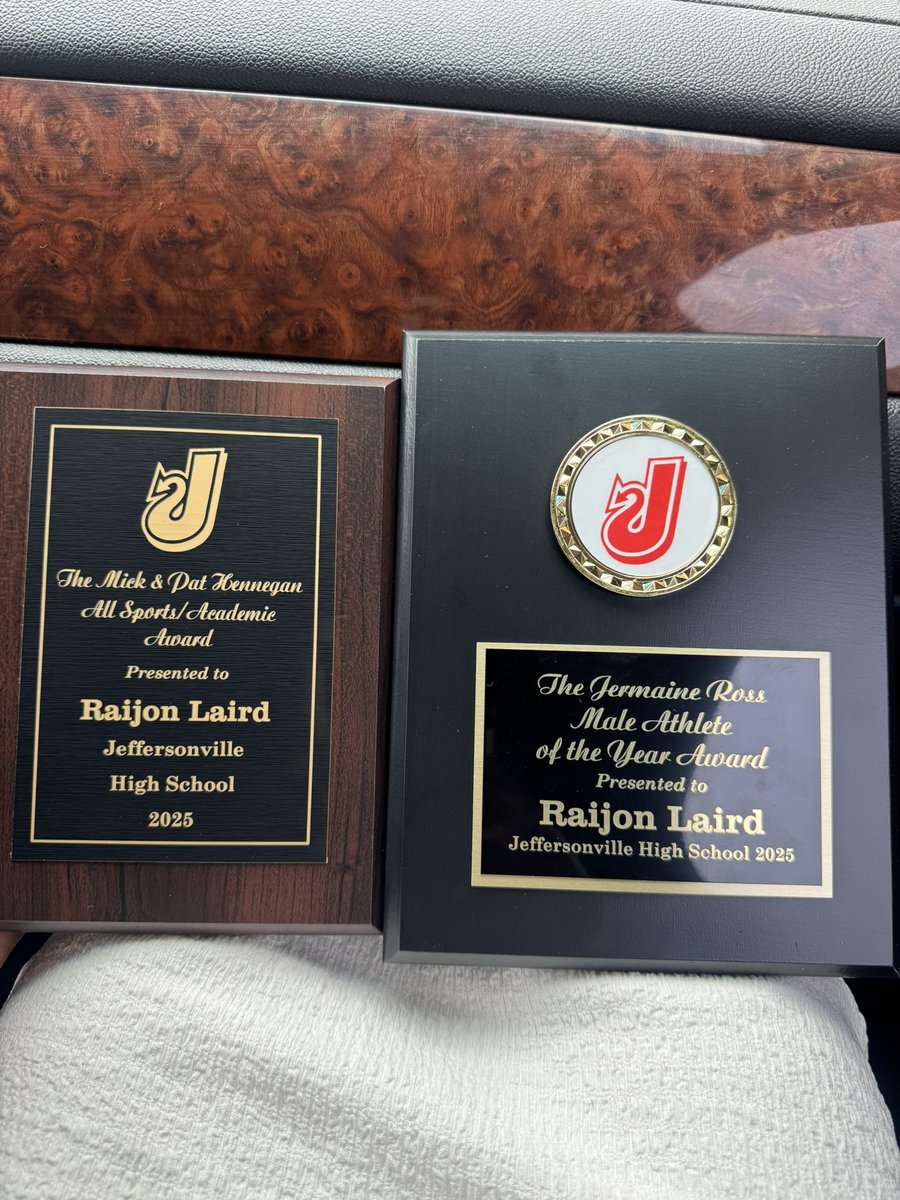 The Mick & Pat Hennegan
All Sports/Academic
Award
Presented to
Raijon Laird
Jeffersonville
High School
2025
J
The Jermaine Ross
Male Athlete
of the Year Award
Presented to
Raijon Laird
Jeffersonville High School 2025